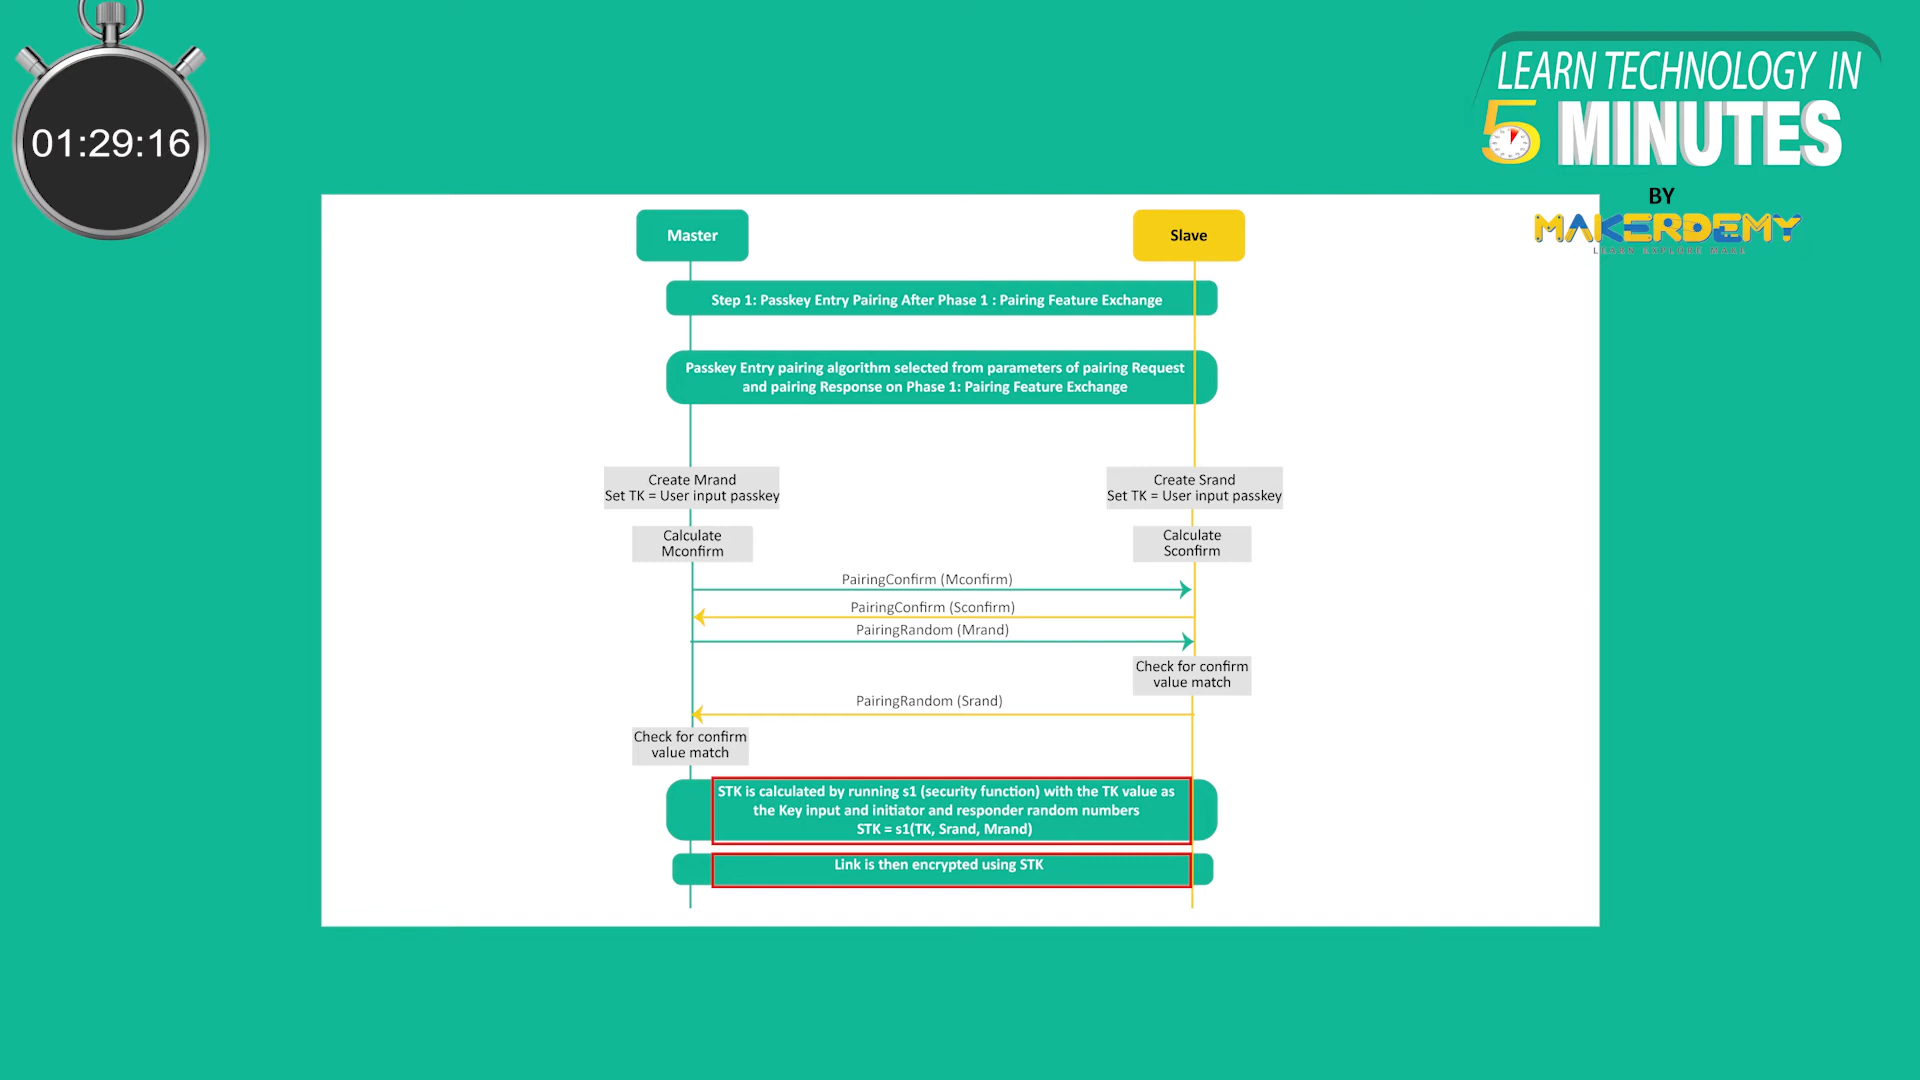 01:29:16
LEARN TECHNOLOGY IN
5 MINUTES
BY
MAKERDEMY
LEARN EXPLORE MAKE
Master
Slave
Step 1: Passkey Entry Pairing After Phase 1 : Pairing Feature Exchange
Passkey Entry pairing algorithm selected from parameters of pairing Request
and pairing Response on Phase 1: Pairing Feature Exchange
Create Mrand
Set TK = User input passkey
Create Srand
Set TK = User input passkey
Calculate
Mconfirm
Calculate
Sconfirm
PairingConfirm (Mconfirm)
PairingConfirm (Sconfirm)
PairingRandom (Mrand)
Check for confirm
value match
PairingRandom (Srand)
Check for confirm
value match
STK is calculated by running s1 (security function) with the TK value as
the Key input and initiator and responder random numbers
STK = s1(TK, Srand, Mrand)
Link is then encrypted using STK